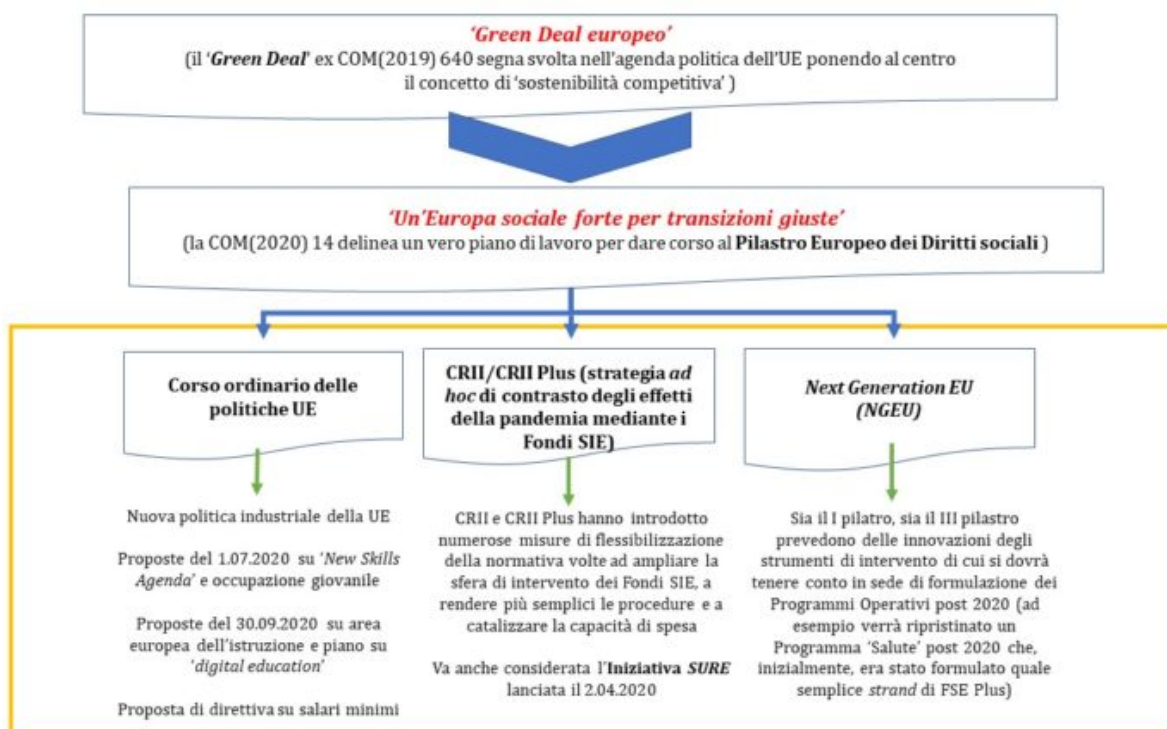 ‘Green Deal europeo’
(il ‘Green Deal’ ex COM(2019) 640 segna svolta nell’agenda politica dell’UE ponendo al centro
il concetto di ‘sostenibilità competitiva’ )
‘Un’Europa sociale forte per transizioni giuste’
(la COM(2020) 14 delinea un vero piano di lavoro per dare corso al Pilastro Europeo dei Diritti sociali )
Corso ordinario delle
politiche UE
Nuova politica industriale della UE
Proposte del 1.07.2020 su ‘New Skills
Agenda’ e occupazione giovanile
Proposte del 30.09.2020 su area
europea dell’istruzione e piano su
‘digital education’
Proposta di direttiva su salari minimi
CRII/CRII Plus (strategia ad
hoc di contrasto degli effetti
della pandemia mediante i
Fondi SIE)
CRII e CRII Plus hanno introdotto
numerose misure di flessibilizzazione
della normativa volte ad ampliare la
sfera di intervento dei Fondi SIE, a
rendere più semplici le procedure e a
catalizzare la capacità di spesa
Va anche considerata l’Iniziativa SURE
lanciata il 2.04.2020
Next Generation EU
(NGEU)
Sia il I pilatro, sia il III pilastro
prevedono delle innovazioni degli
strumenti di intervento di cui si dovrà
tenere conto in sede di formulazione dei
Programmi Operativi post 2020 (ad
esempio verrà ripristinato un
Programma ‘Salute’ post 2020 che,
inizialmente, era stato formulato quale
semplice strand di FSE Plus)